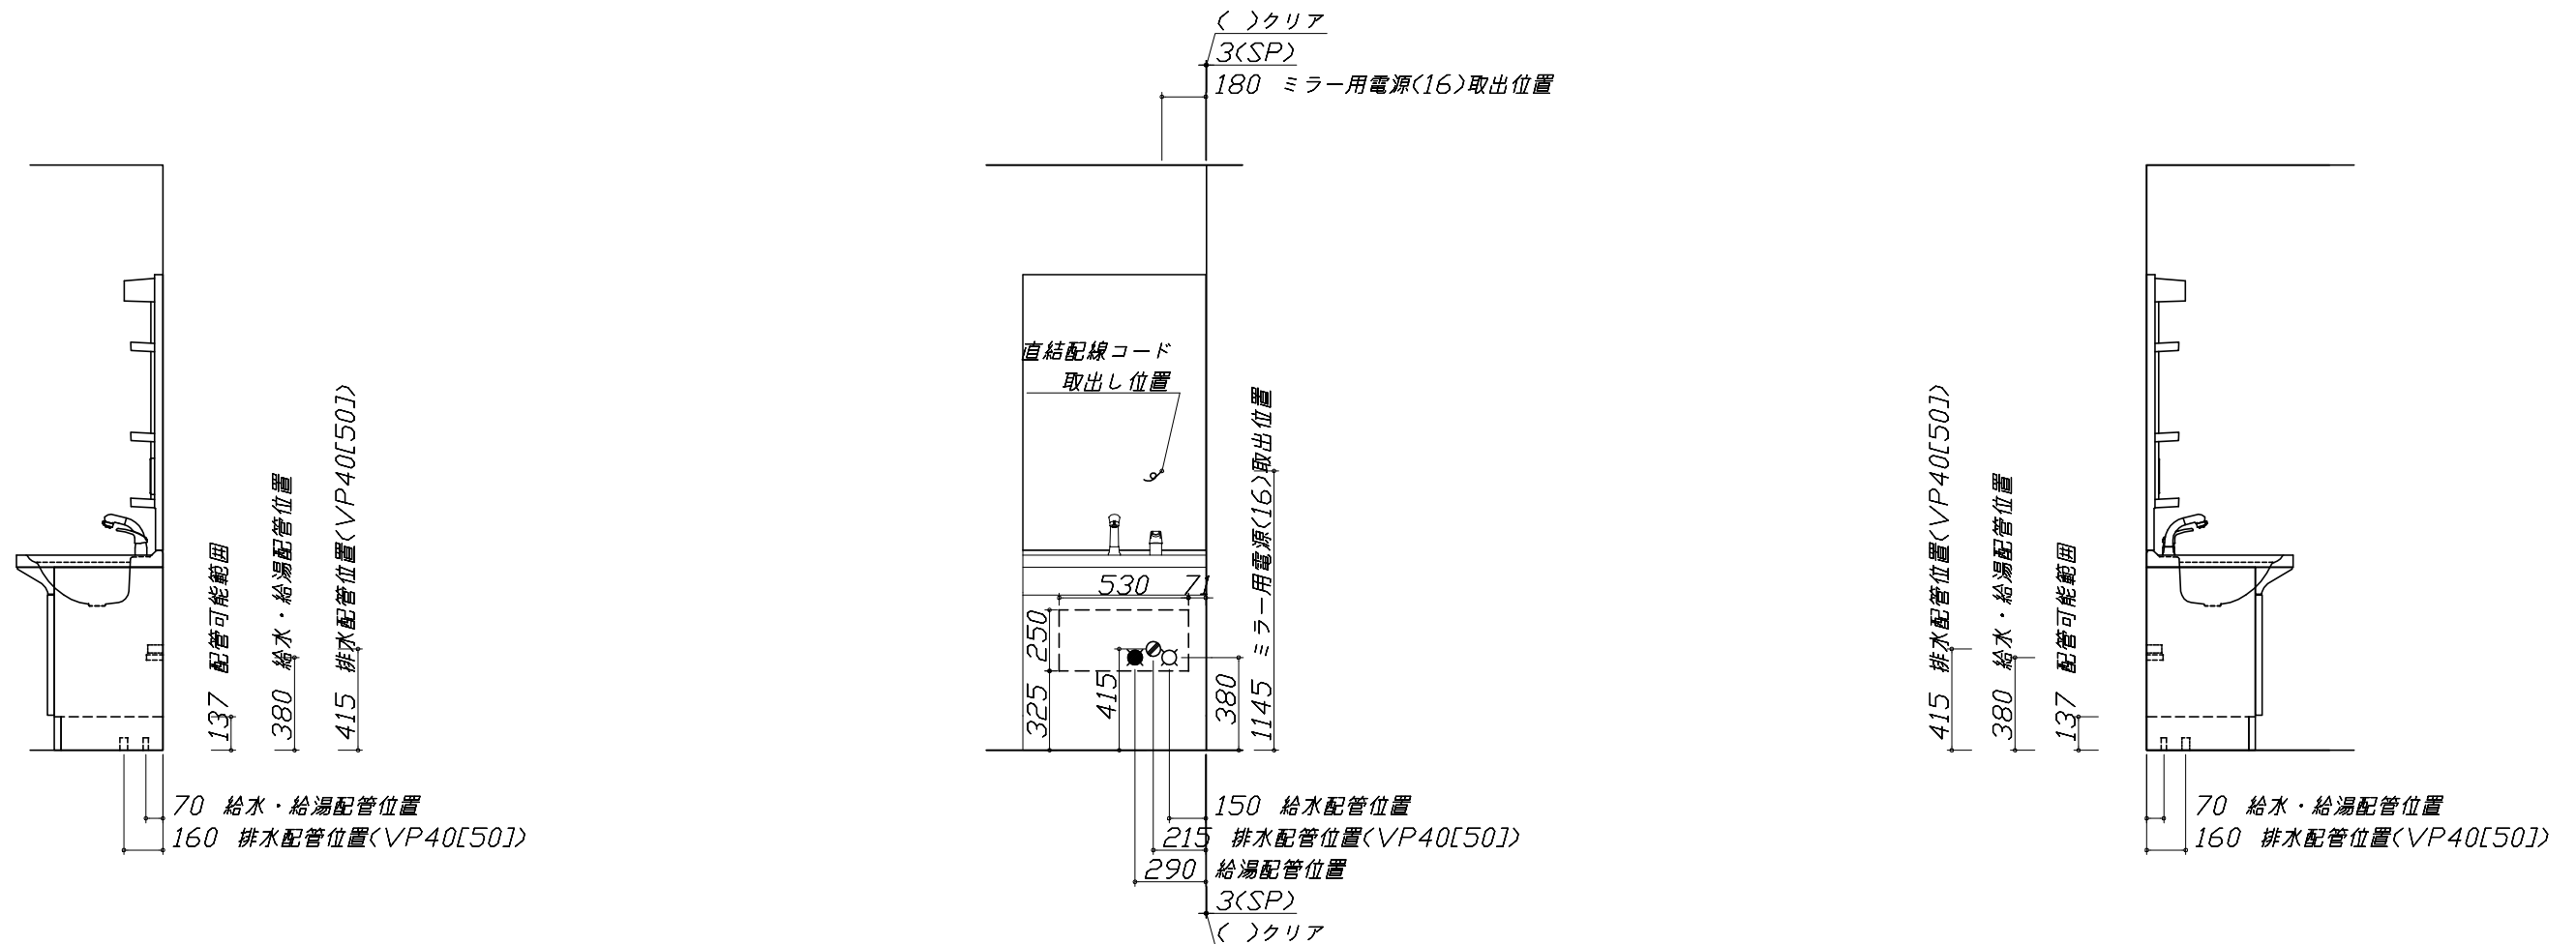 ( )クリア
3(SP)
180 ミラー用電源(16)取出位置
直結配線コード
取出し位置
137 配管可能範囲
380 給水・給湯配管位置
415 排水配管位置(VP40[50])
70 給水・給湯配管位置
160 排水配管位置(VP40[50])
530
71
250
325
415
380
1145 ミラー用電源(16)取出位置
150 給水配管位置
215 排水配管位置(VP40[50])
290 給湯配管位置
3(SP)
( )クリア
415 排水配管位置(VP40[50])
380 給水・給湯配管位置
137 配管可能範囲
70 給水・給湯配管位置
160 排水配管位置(VP40[50])